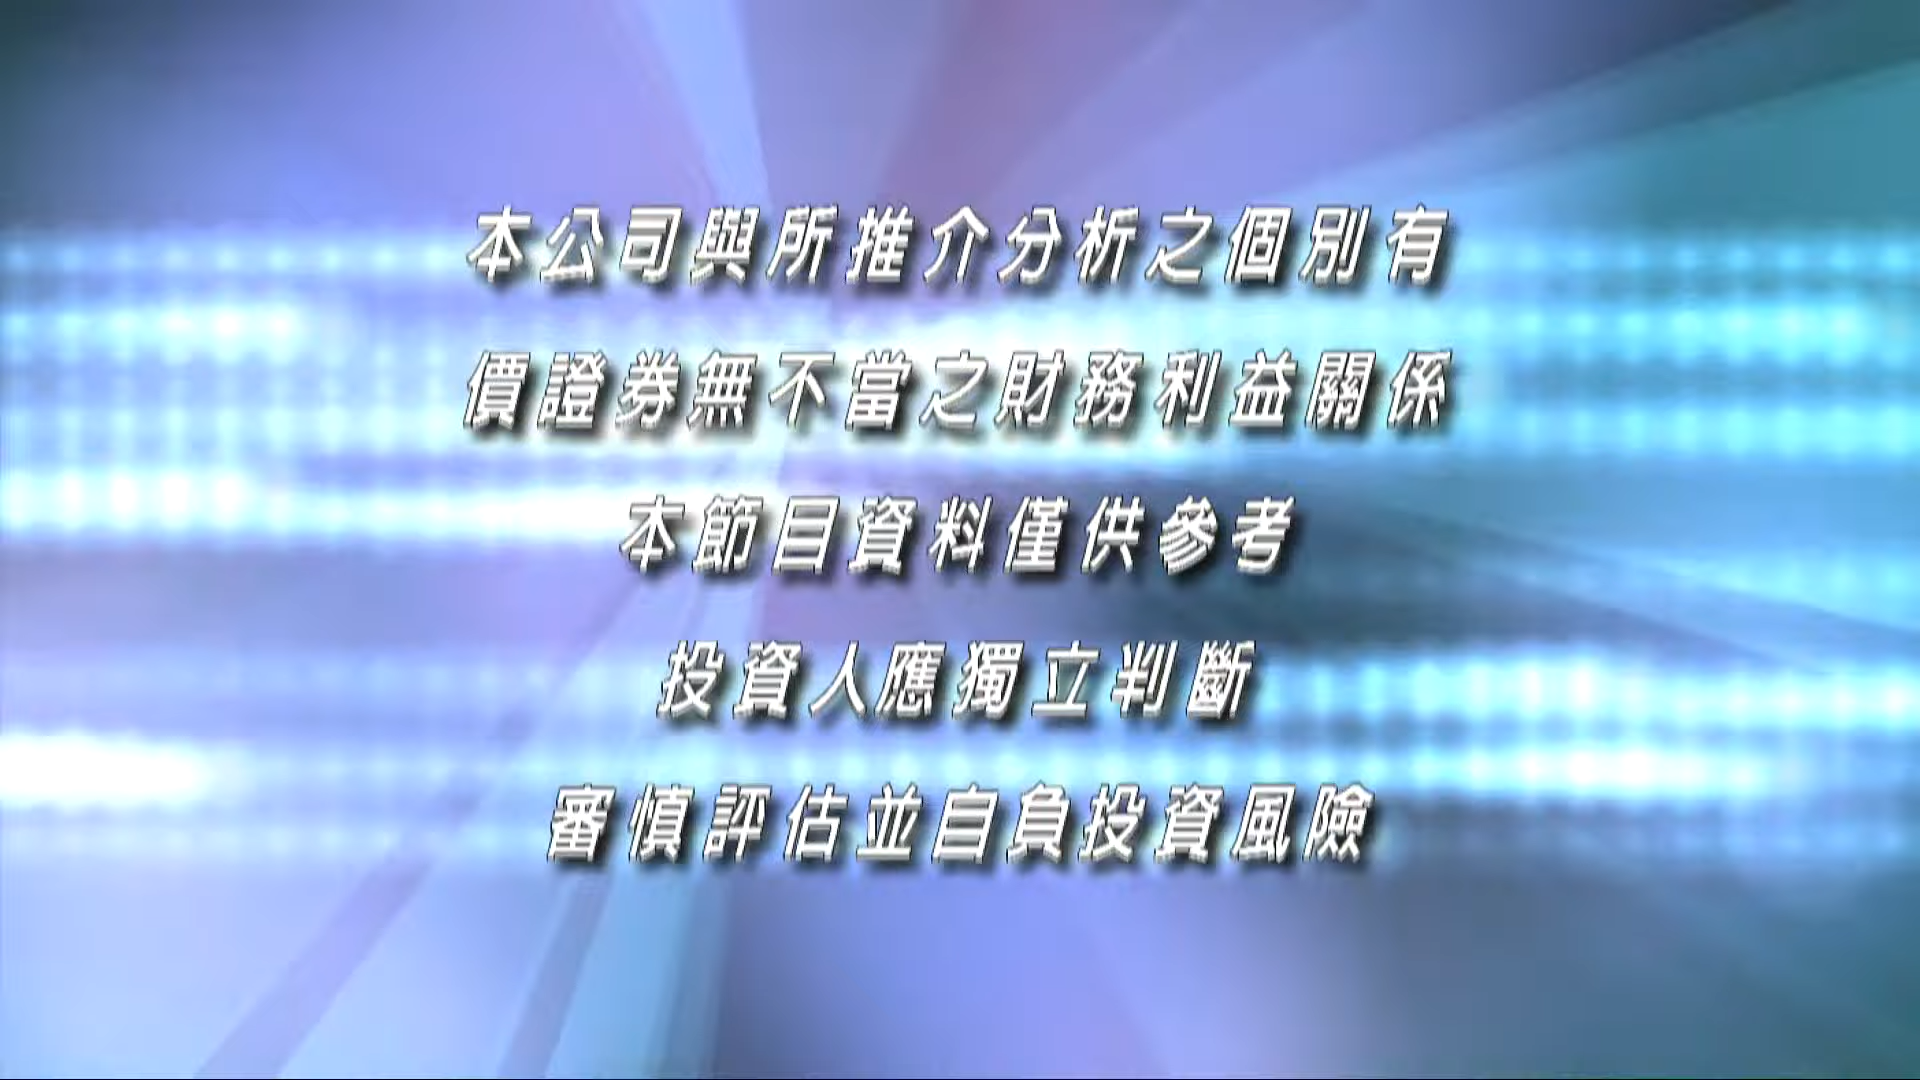 本公司與所推介分析之個別有
價證券無不當之財務利益關係
本節目資料僅供參考
投資人應獨立判斷
審慎評估並自負投資風險